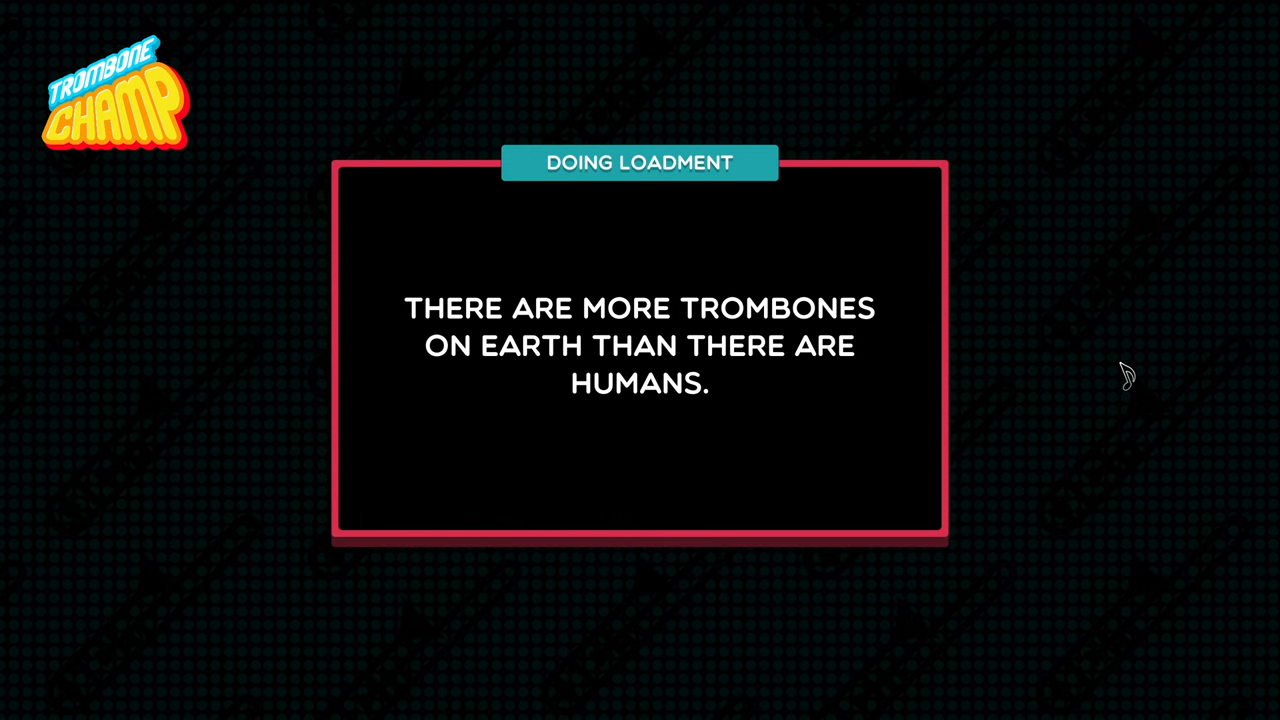 TROMBONE
CHAMP
DOING LOADMENT
THERE ARE MORE TROMBONES
ON EARTH THAN THERE ARE
HUMANS.